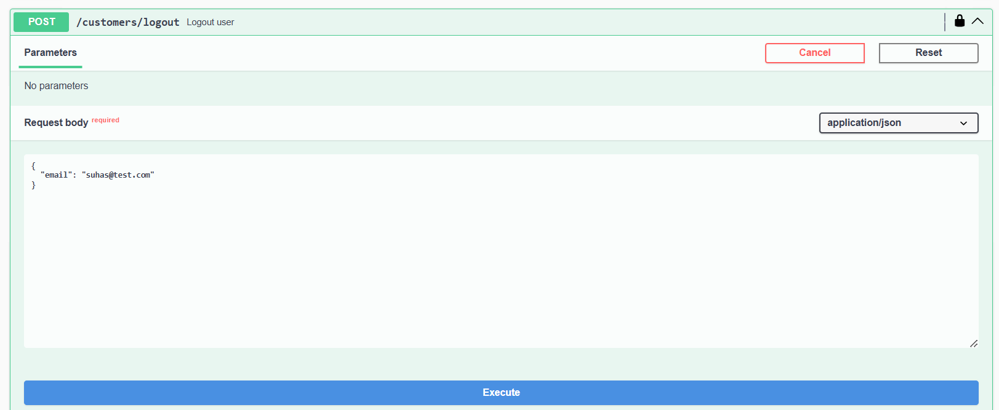 POST /customers/logout Logout user
Parameters
Cancel
Reset
No parameters
Request body required
application/json
{
"email": "suhas@test.com"
}
Execute